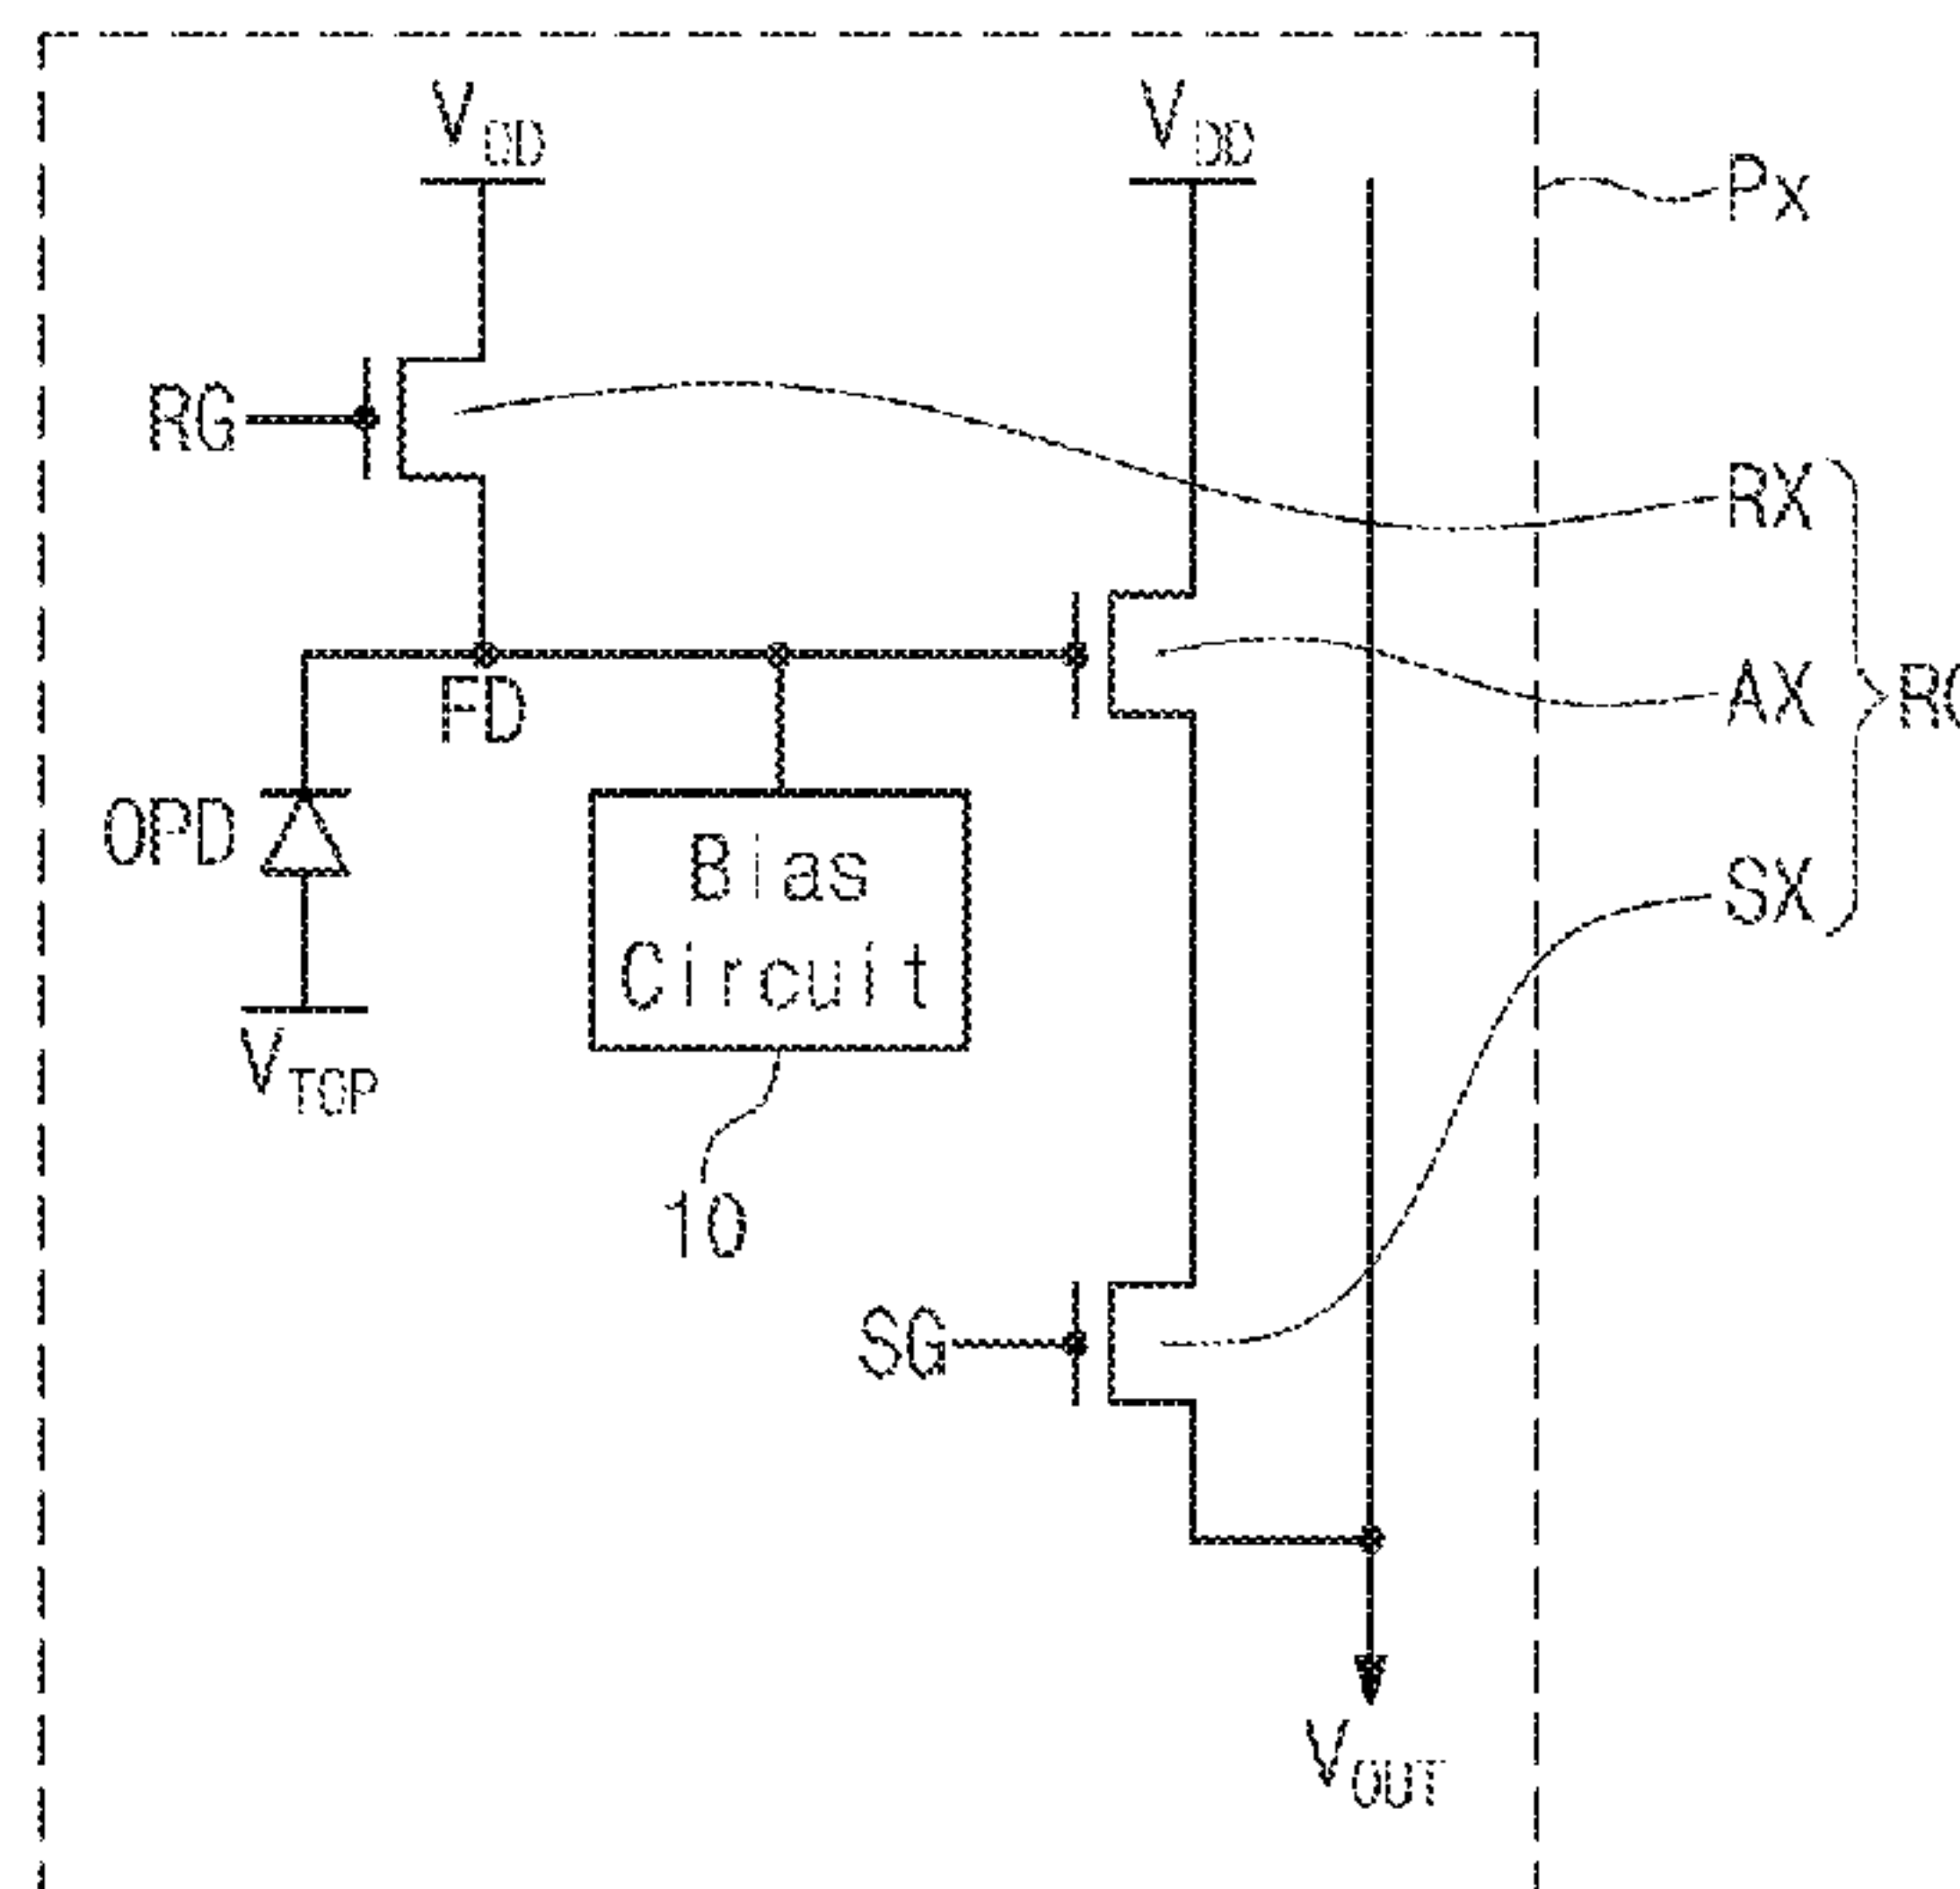 VDD
VDD
Px
RG
RX
FD
AX
OPD
Bias
Circuit
SX
VTOP
10
SG
VOUT